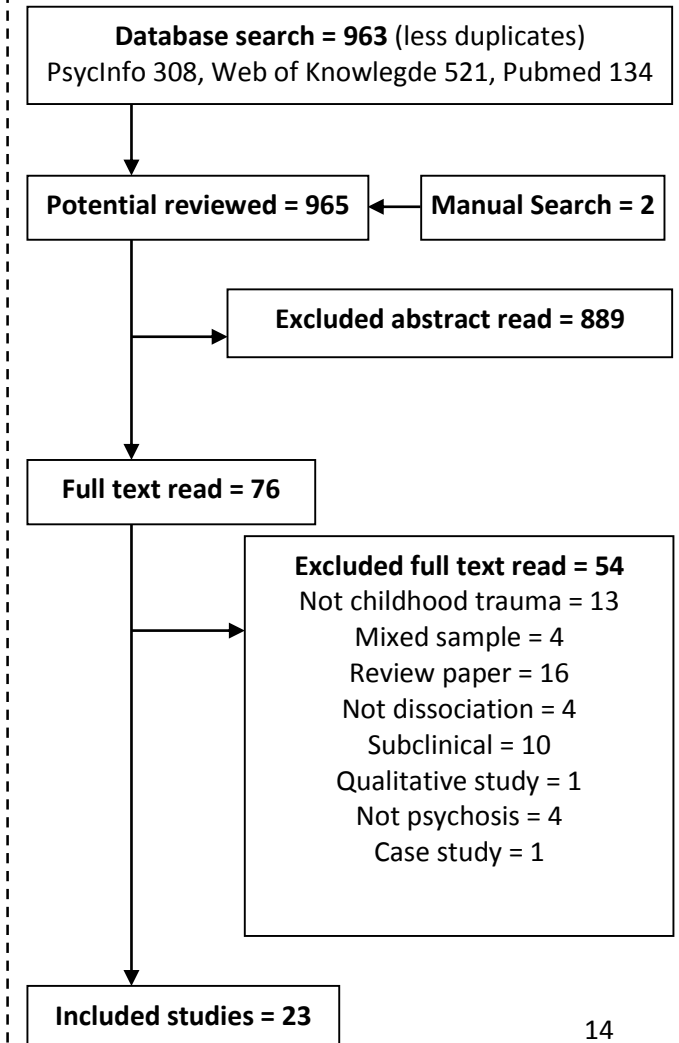 Database search = 963 (less duplicates)
PsycInfo 308, Web of Knowlegde 521, Pubmed 134
Potential reviewed = 965
Manual Search = 2
Excluded abstract read = 889
Full text read = 76
Excluded full text read = 54
Not childhood trauma = 13
Mixed sample = 4
Review paper = 16
Not dissociation = 4
Subclinical = 10
Qualitative study = 1
Not psychosis = 4
Case study = 1
Included studies = 23
14